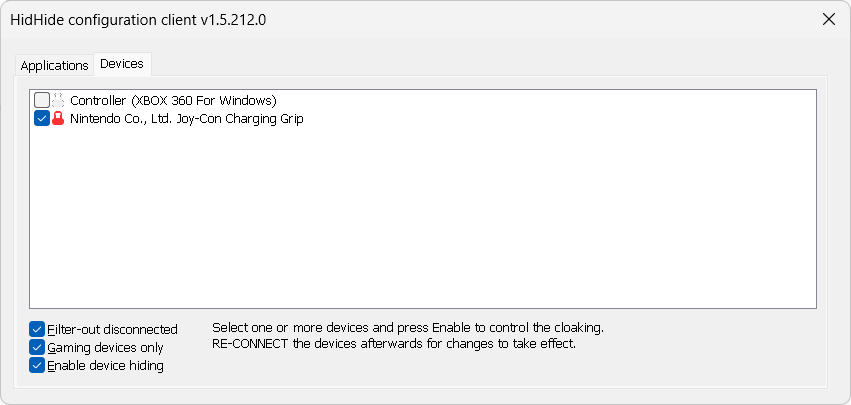 HidHide configuration client v1.5.212.0
Applications
Devices
Controller (XBOX 360 For Windows)
Nintendo Co., Ltd. Joy-Con Charging Grip
Filter-out disconnected
Gaming devices only
Enable device hiding
Select one or more devices and press Enable to control the cloaking.
RE-CONNECT the devices afterwards for changes to take effect.